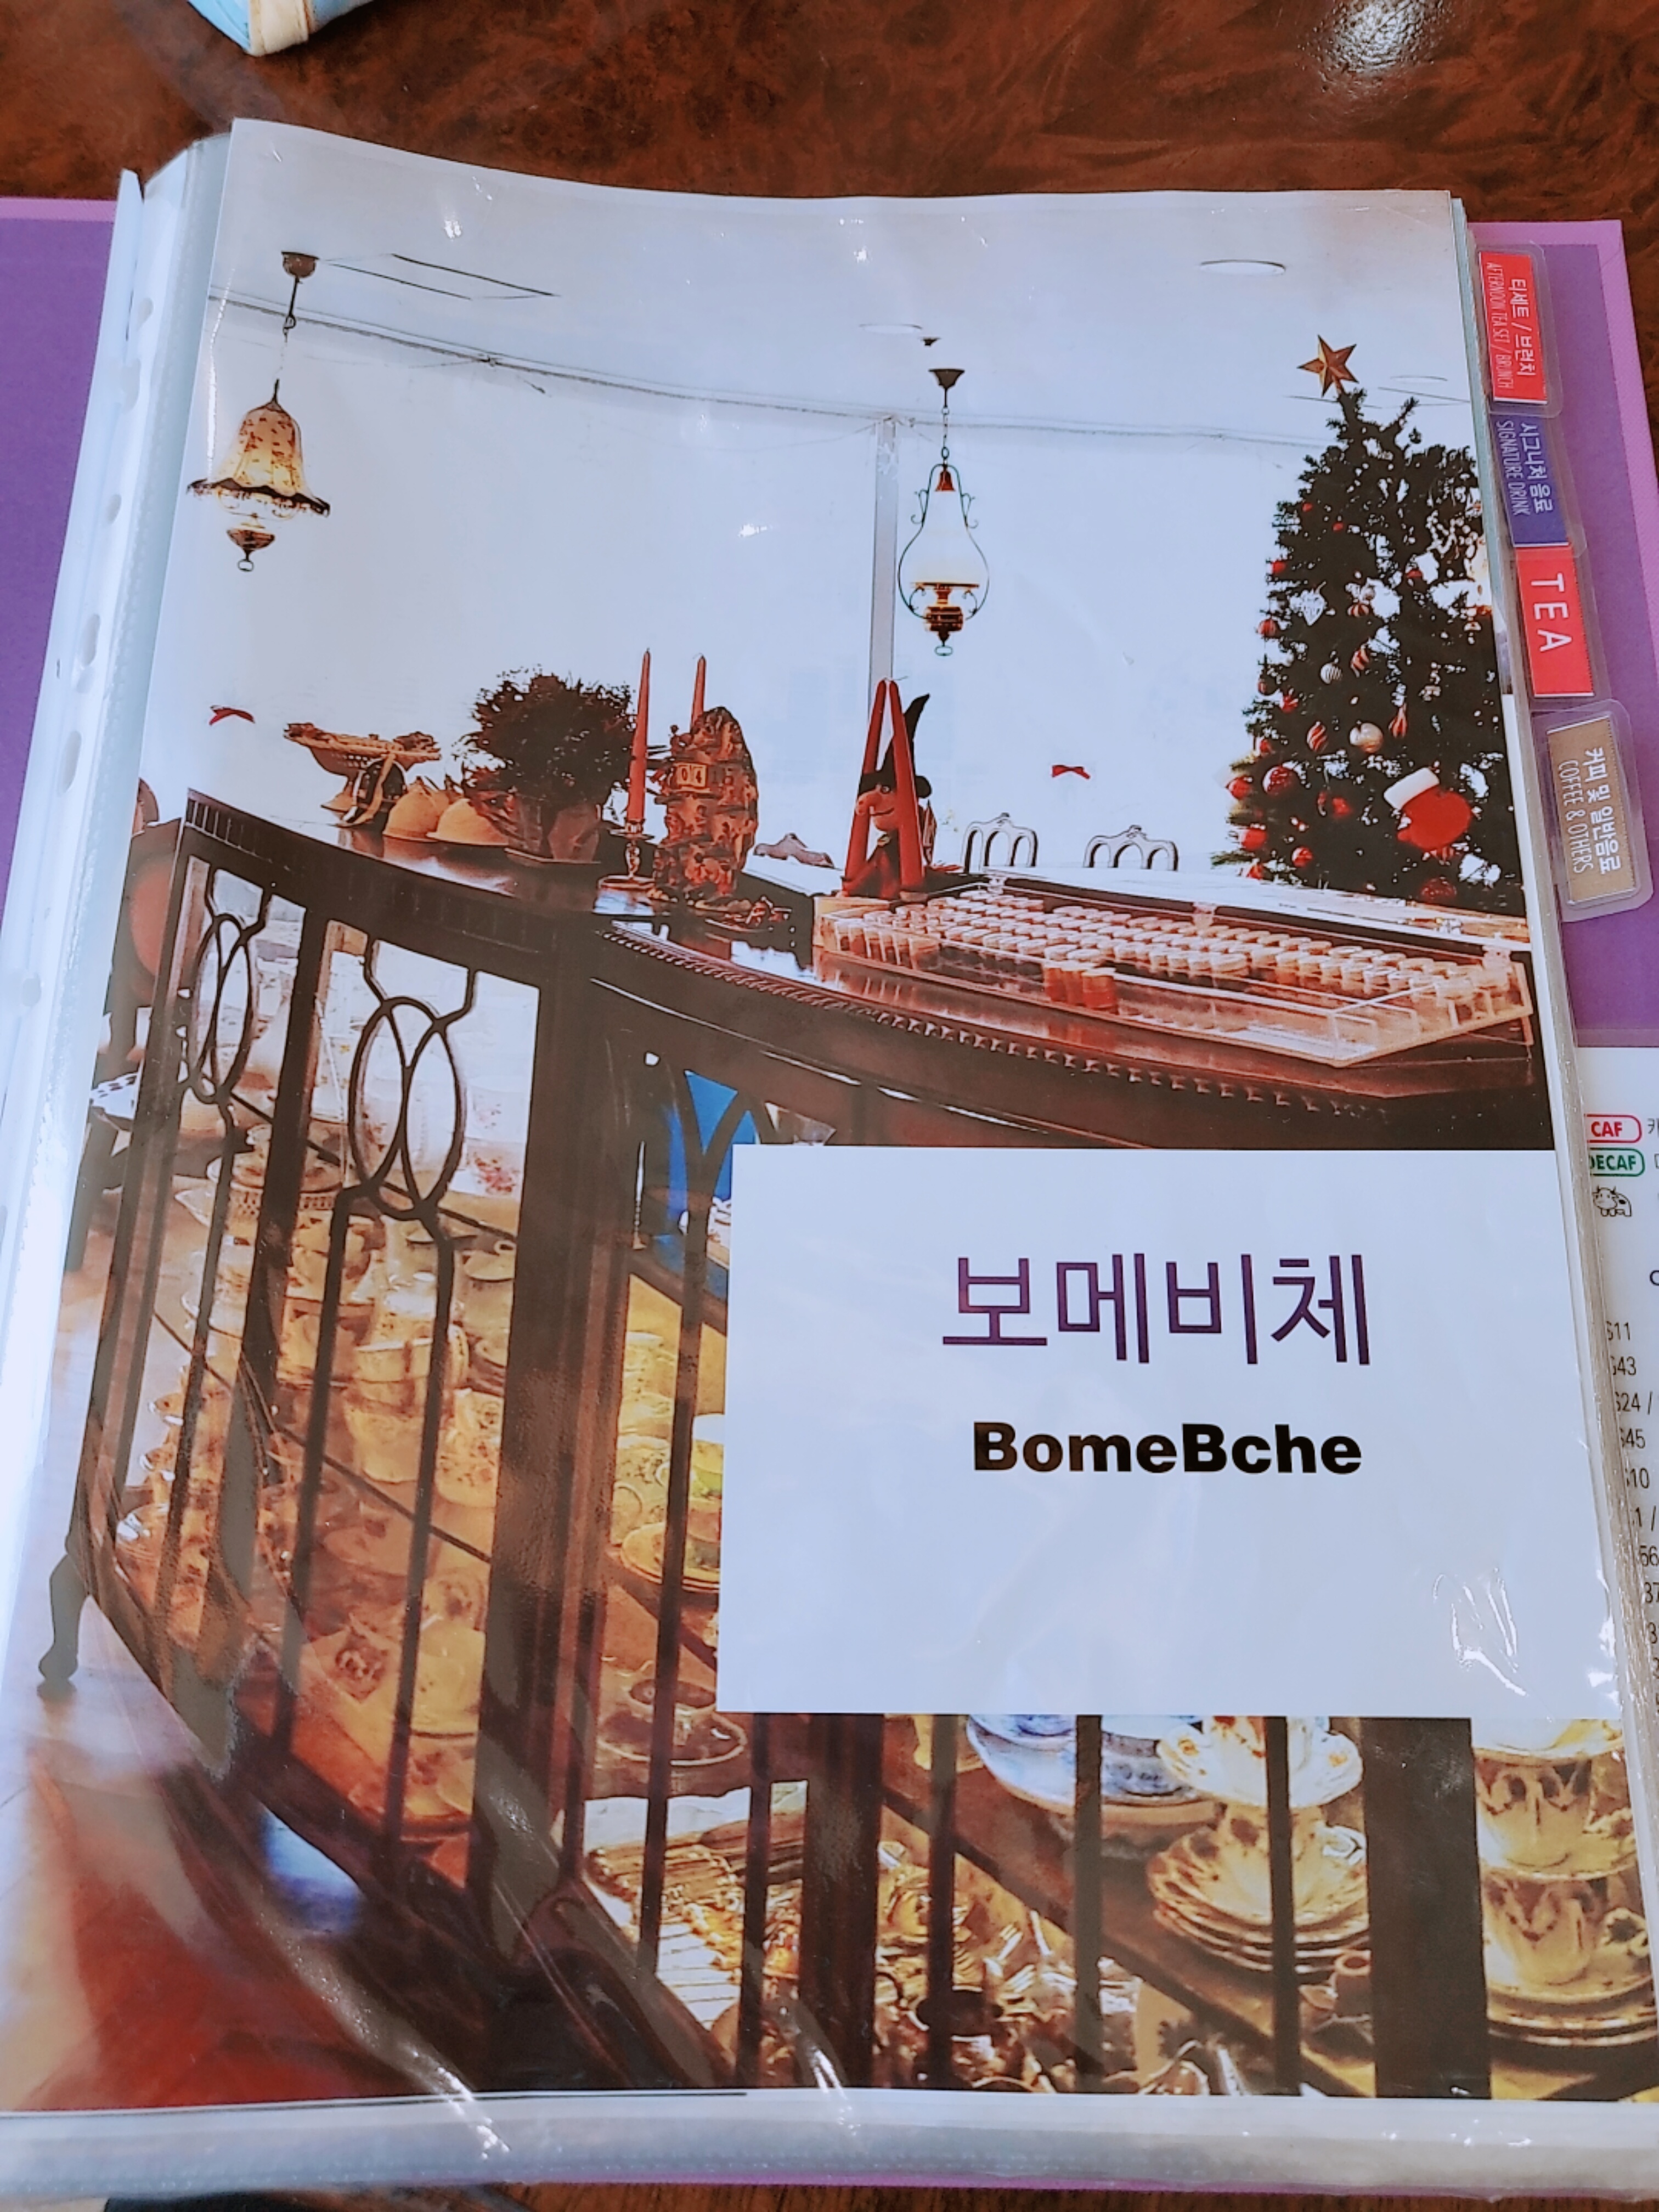 티세트 / 브런치
AFTERNOON TEA SET / BRUNCH
시그니처 음료
SIGNATURE DRINK
TEA
커피 및 일반음료
COFFEE & OTHERS
04
보메비체
BomeBche
CAF
DECAF